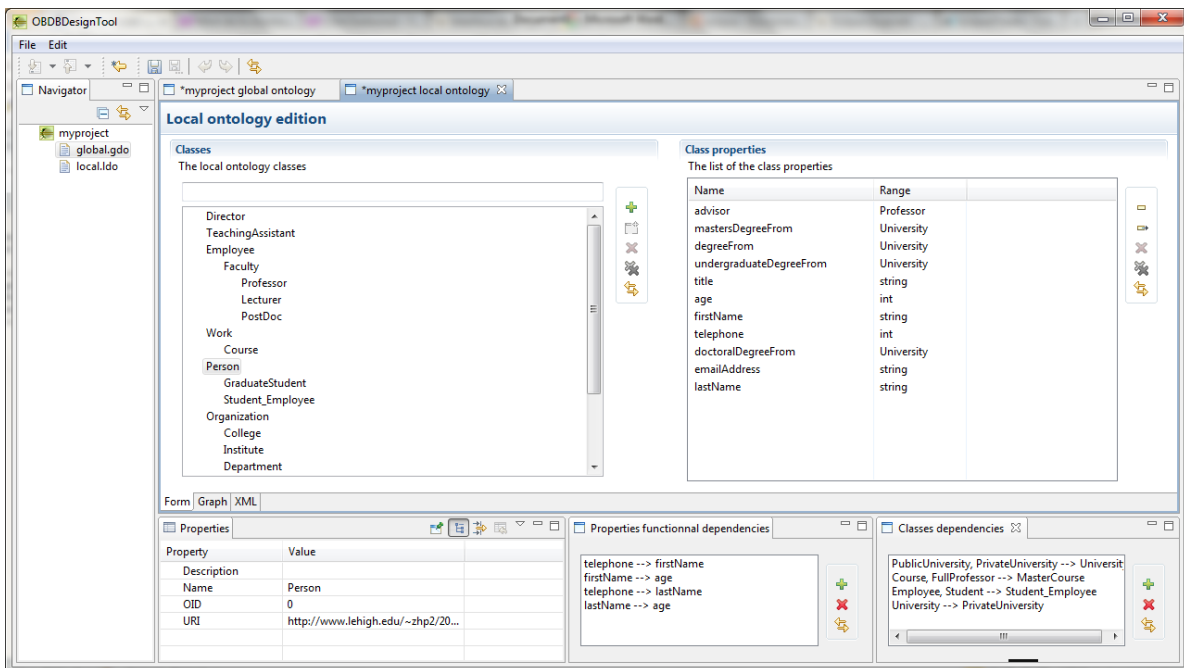 OBDBDesignTool
File Edit
Navigator
*myproject global ontology
*myproject local ontology
myproject
global.gdo
local.ldo
Local ontology edition
Classes
The local ontology classes
Director
TeachingAssistant
Employee
Faculty
Professor
Lecturer
PostDoc
Work
Course
Person
GraduateStudent
Student_Employee
Organization
College
Institute
Department
Class properties
The list of the class properties
Name Range
advisor Professor
mastersDegreeFrom University
degreeFrom University
undergraduateDegreeFrom University
title string
age int
firstName string
telephone int
doctoralDegreeFrom University
emailAddress string
lastName string
Form Graph XML
Properties
Property Value
Description
Name Person
OID 0
URI http://www.lehigh.edu/~zhp2/20...
Properties functionnal dependencies
telephone --> firstName
firstName --> age
telephone --> lastName
lastName --> age
Classes dependencies
PublicUniversity, PrivateUniversity --> Universit
Course, FullProfessor --> MasterCourse
Employee, Student --> Student_Employee
University --> PrivateUniversity